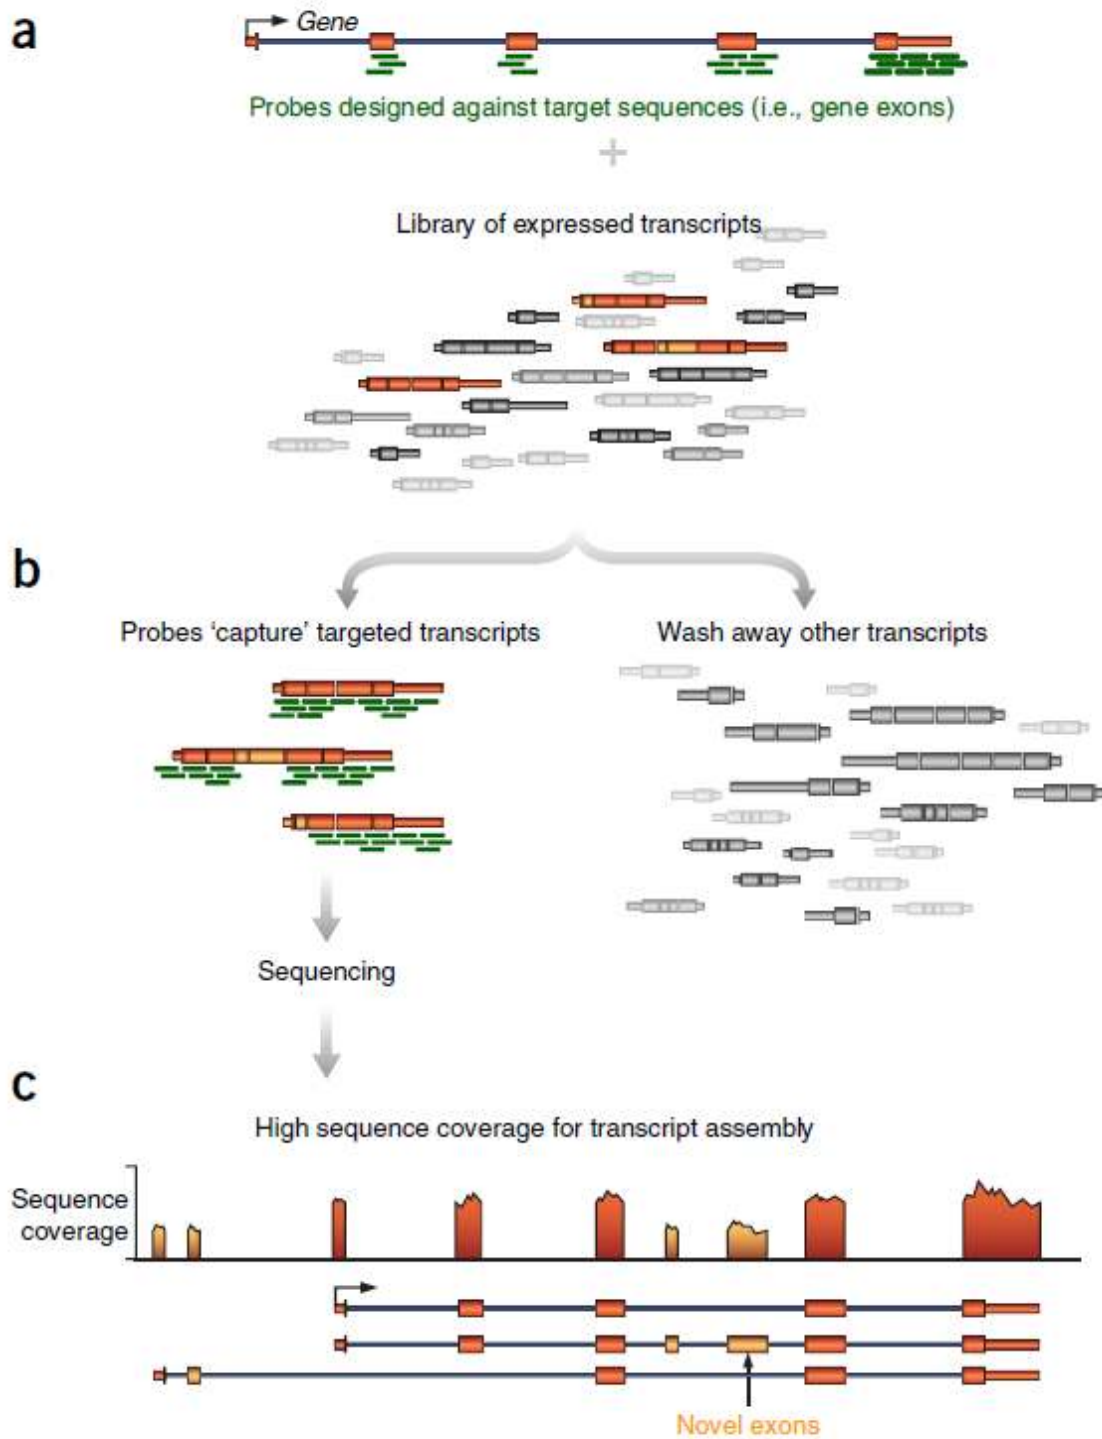 a
Gene
Probes designed against target sequences (i.e., gene exons)
+
Library of expressed transcripts
b
Probes ‘capture’ targeted transcripts
Wash away other transcripts
Sequencing
c
High sequence coverage for transcript assembly
Sequence
coverage
Novel exons